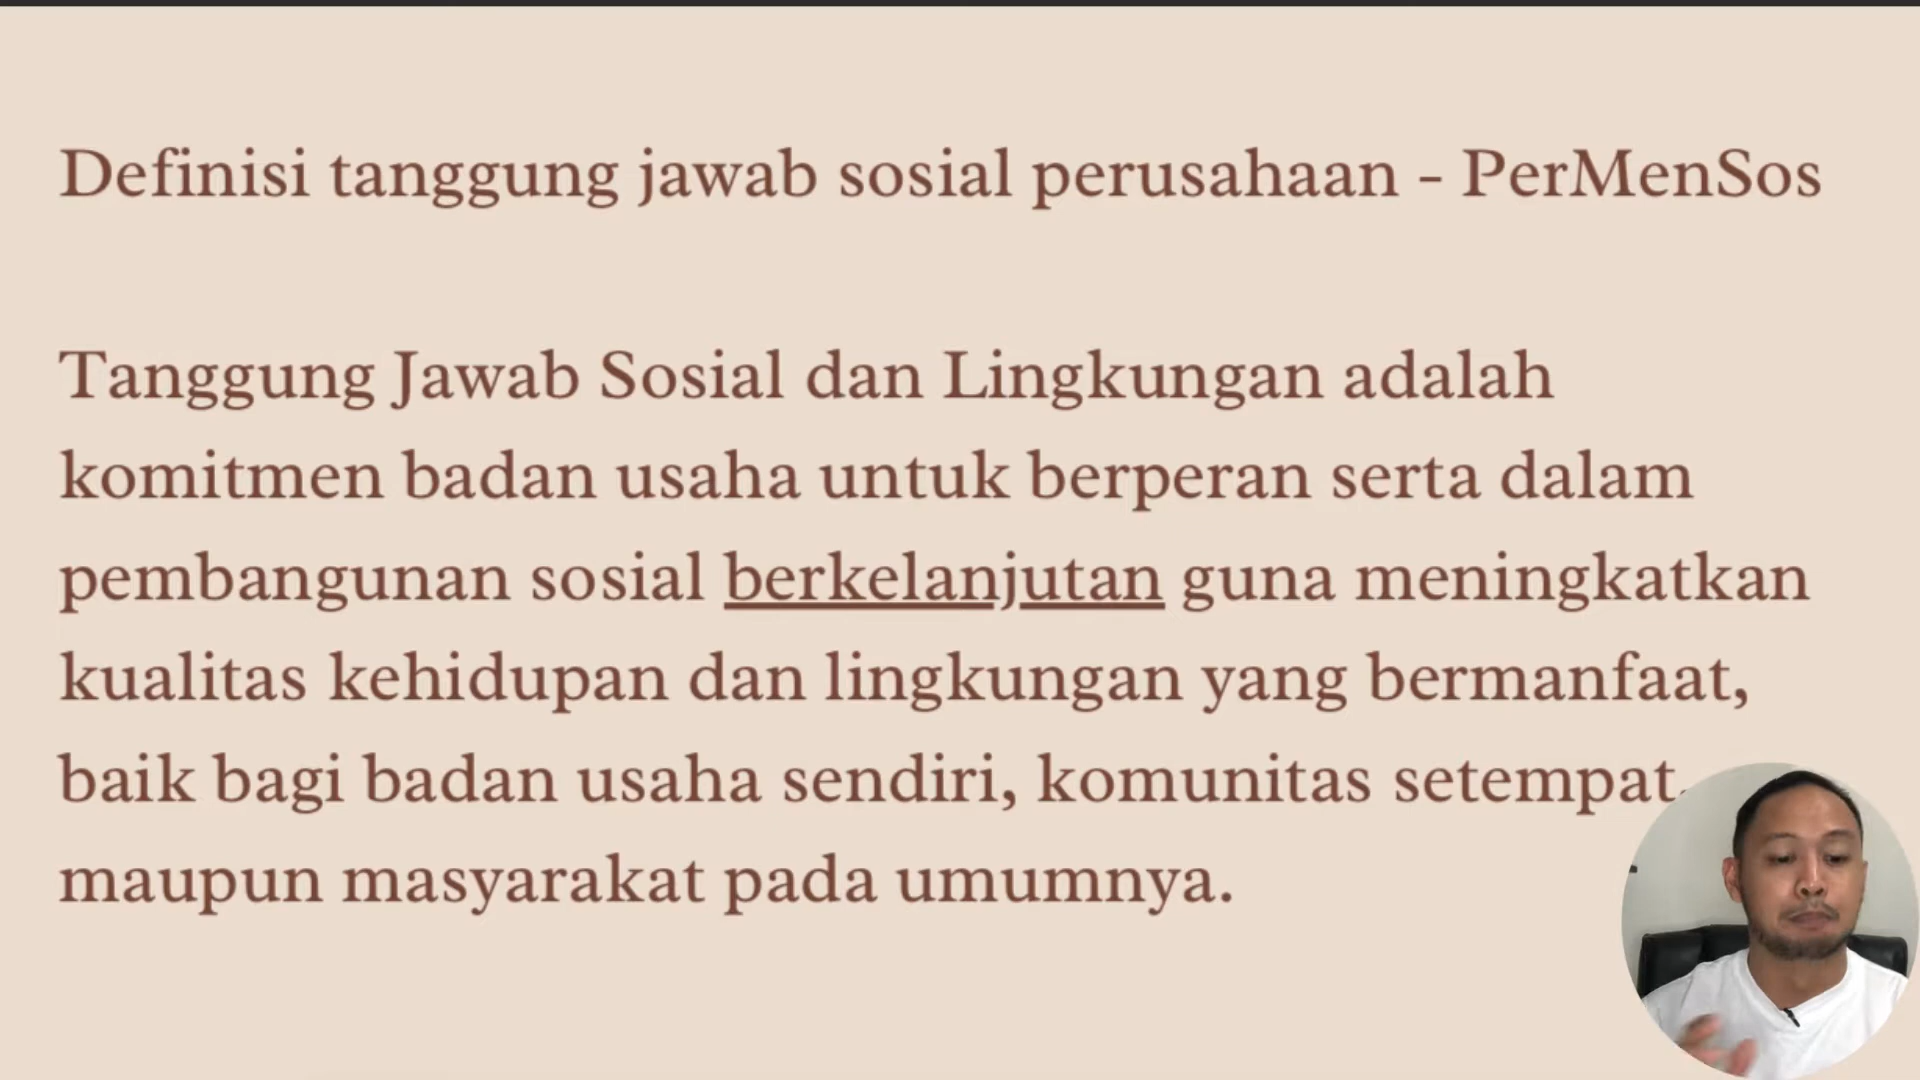 Definisi tanggung jawab sosial perusahaan - PerMenSos
Tanggung Jawab Sosial dan Lingkungan adalah
komitmen badan usaha untuk berperan serta dalam
pembangunan sosial berkelanjutan guna meningkatkan
kualitas kehidupan dan lingkungan yang bermanfaat,
baik bagi badan usaha sendiri, komunitas setempat,
maupun masyarakat pada umumnya.